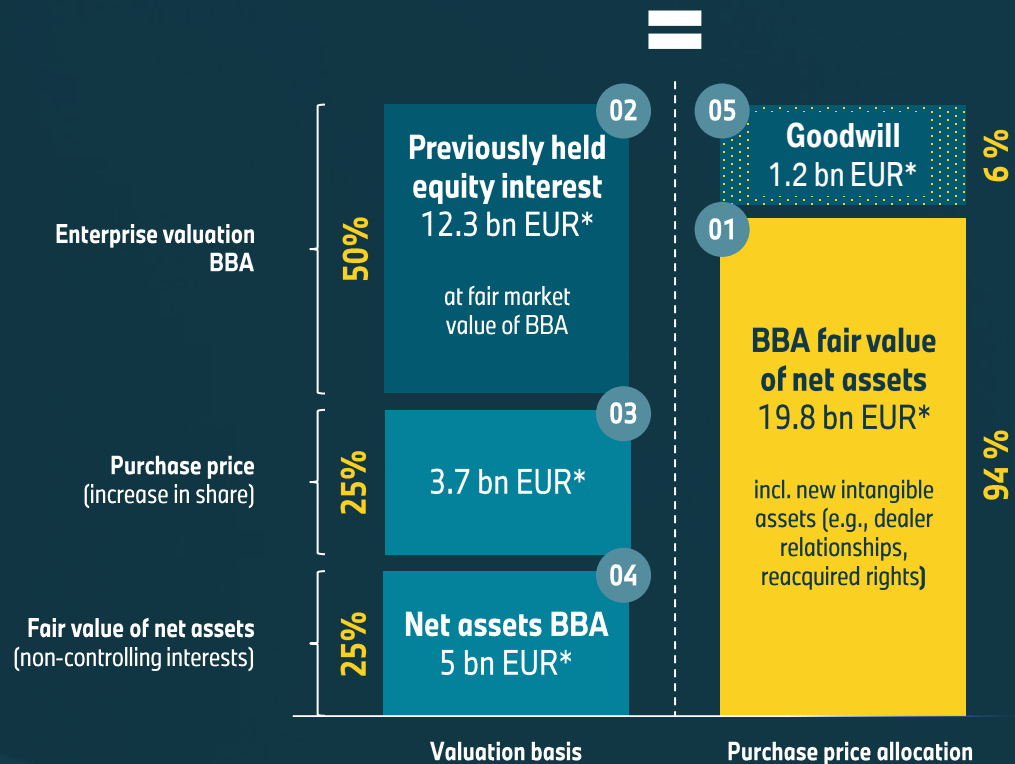 Enterprise valuation
BBA
50%
02
Previously held
equity interest
12.3 bn EUR*
at fair market
value of BBA
Purchase price
(increase in share)
25%
03
3.7 bn EUR*
Fair value of net assets
(non-controlling interests)
25%
04
Net assets BBA
5 bn EUR*
Valuation basis
05
Goodwill
1.2 bn EUR*
6 %
01
BBA fair value
of net assets
19.8 bn EUR*
incl. new intangible
assets (e.g., dealer
relationships,
reacquired rights)
94 %
Purchase price allocation